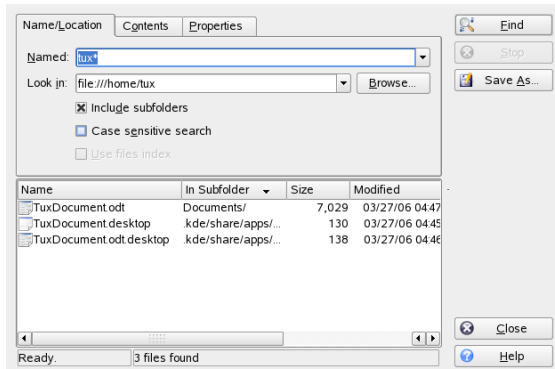 Name/Location Contents Properties
Find
Named: tux*
Stop
Look in: file:///home/tux Browse...
Save As...
Include subfolders
Case sensitive search
Use files index
Name In Subfolder Size Modified
TuxDocument.odt Documents/ 7,029 03/27/06 04:47
TuxDocument.desktop .kde/share/apps/... 130 03/27/06 04:45
TuxDocument.odt.desktop .kde/share/apps/... 138 03/27/06 04:46
Close
Ready. 3 files found
Help